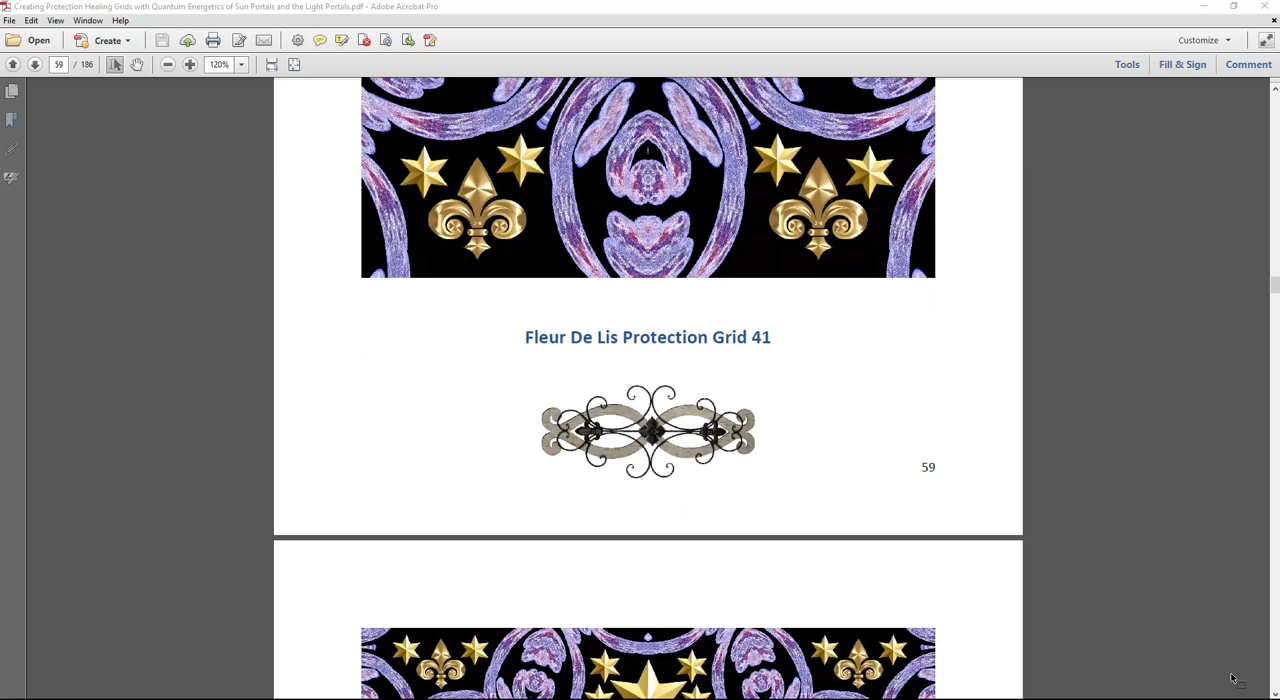 Creating Protection Healing Grids with Quantum Energetics of Sun Portals and the Light Portals.pdf - Adobe Acrobat Pro
File Edit View Window Help
Open Create Customize
59 / 186 120% Tools Fill & Sign Comment
Fleur De Lis Protection Grid 41
59